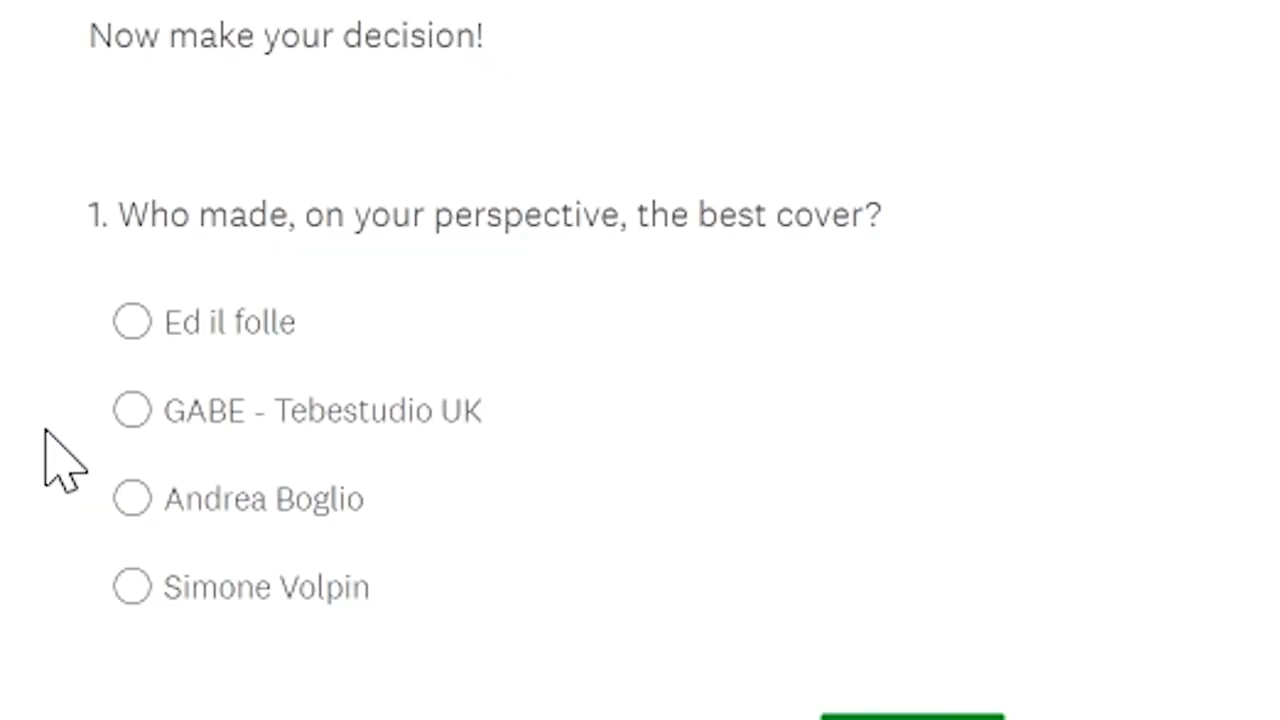 Now make your decision!
1. Who made, on your perspective, the best cover?
Ed il folle
GABE - Tebestudio UK
Andrea Boglio
Simone Volpin